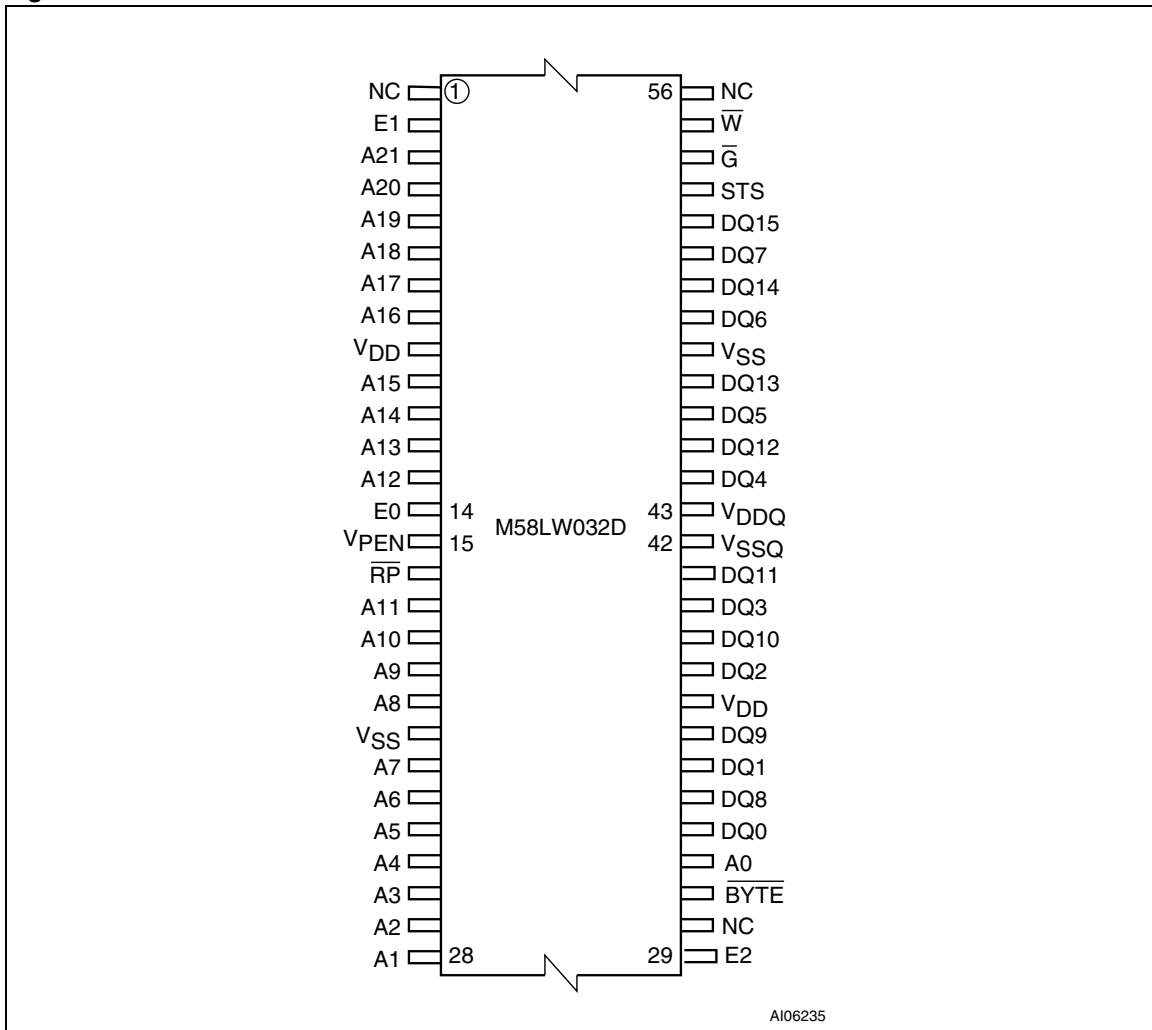 NC ① 56 NC
E1 W̅
A21 G̅
A20 STS
A19 DQ15
A18 DQ7
A17 DQ14
A16 DQ6
VDD VSS
A15 DQ13
A14 DQ5
A13 DQ12
A12 DQ4
E0 14 43 VDDQ
M58LW032D
VPEN 15 42 VSSQ
R̅P̅ DQ11
A11 DQ3
A10 DQ10
A9 DQ2
A8 VDD
VSS DQ9
A7 DQ1
A6 DQ8
A5 DQ0
A4 A0
A3 B̅Y̅T̅E̅
A2 NC
A1 28 29 E2
AI06235